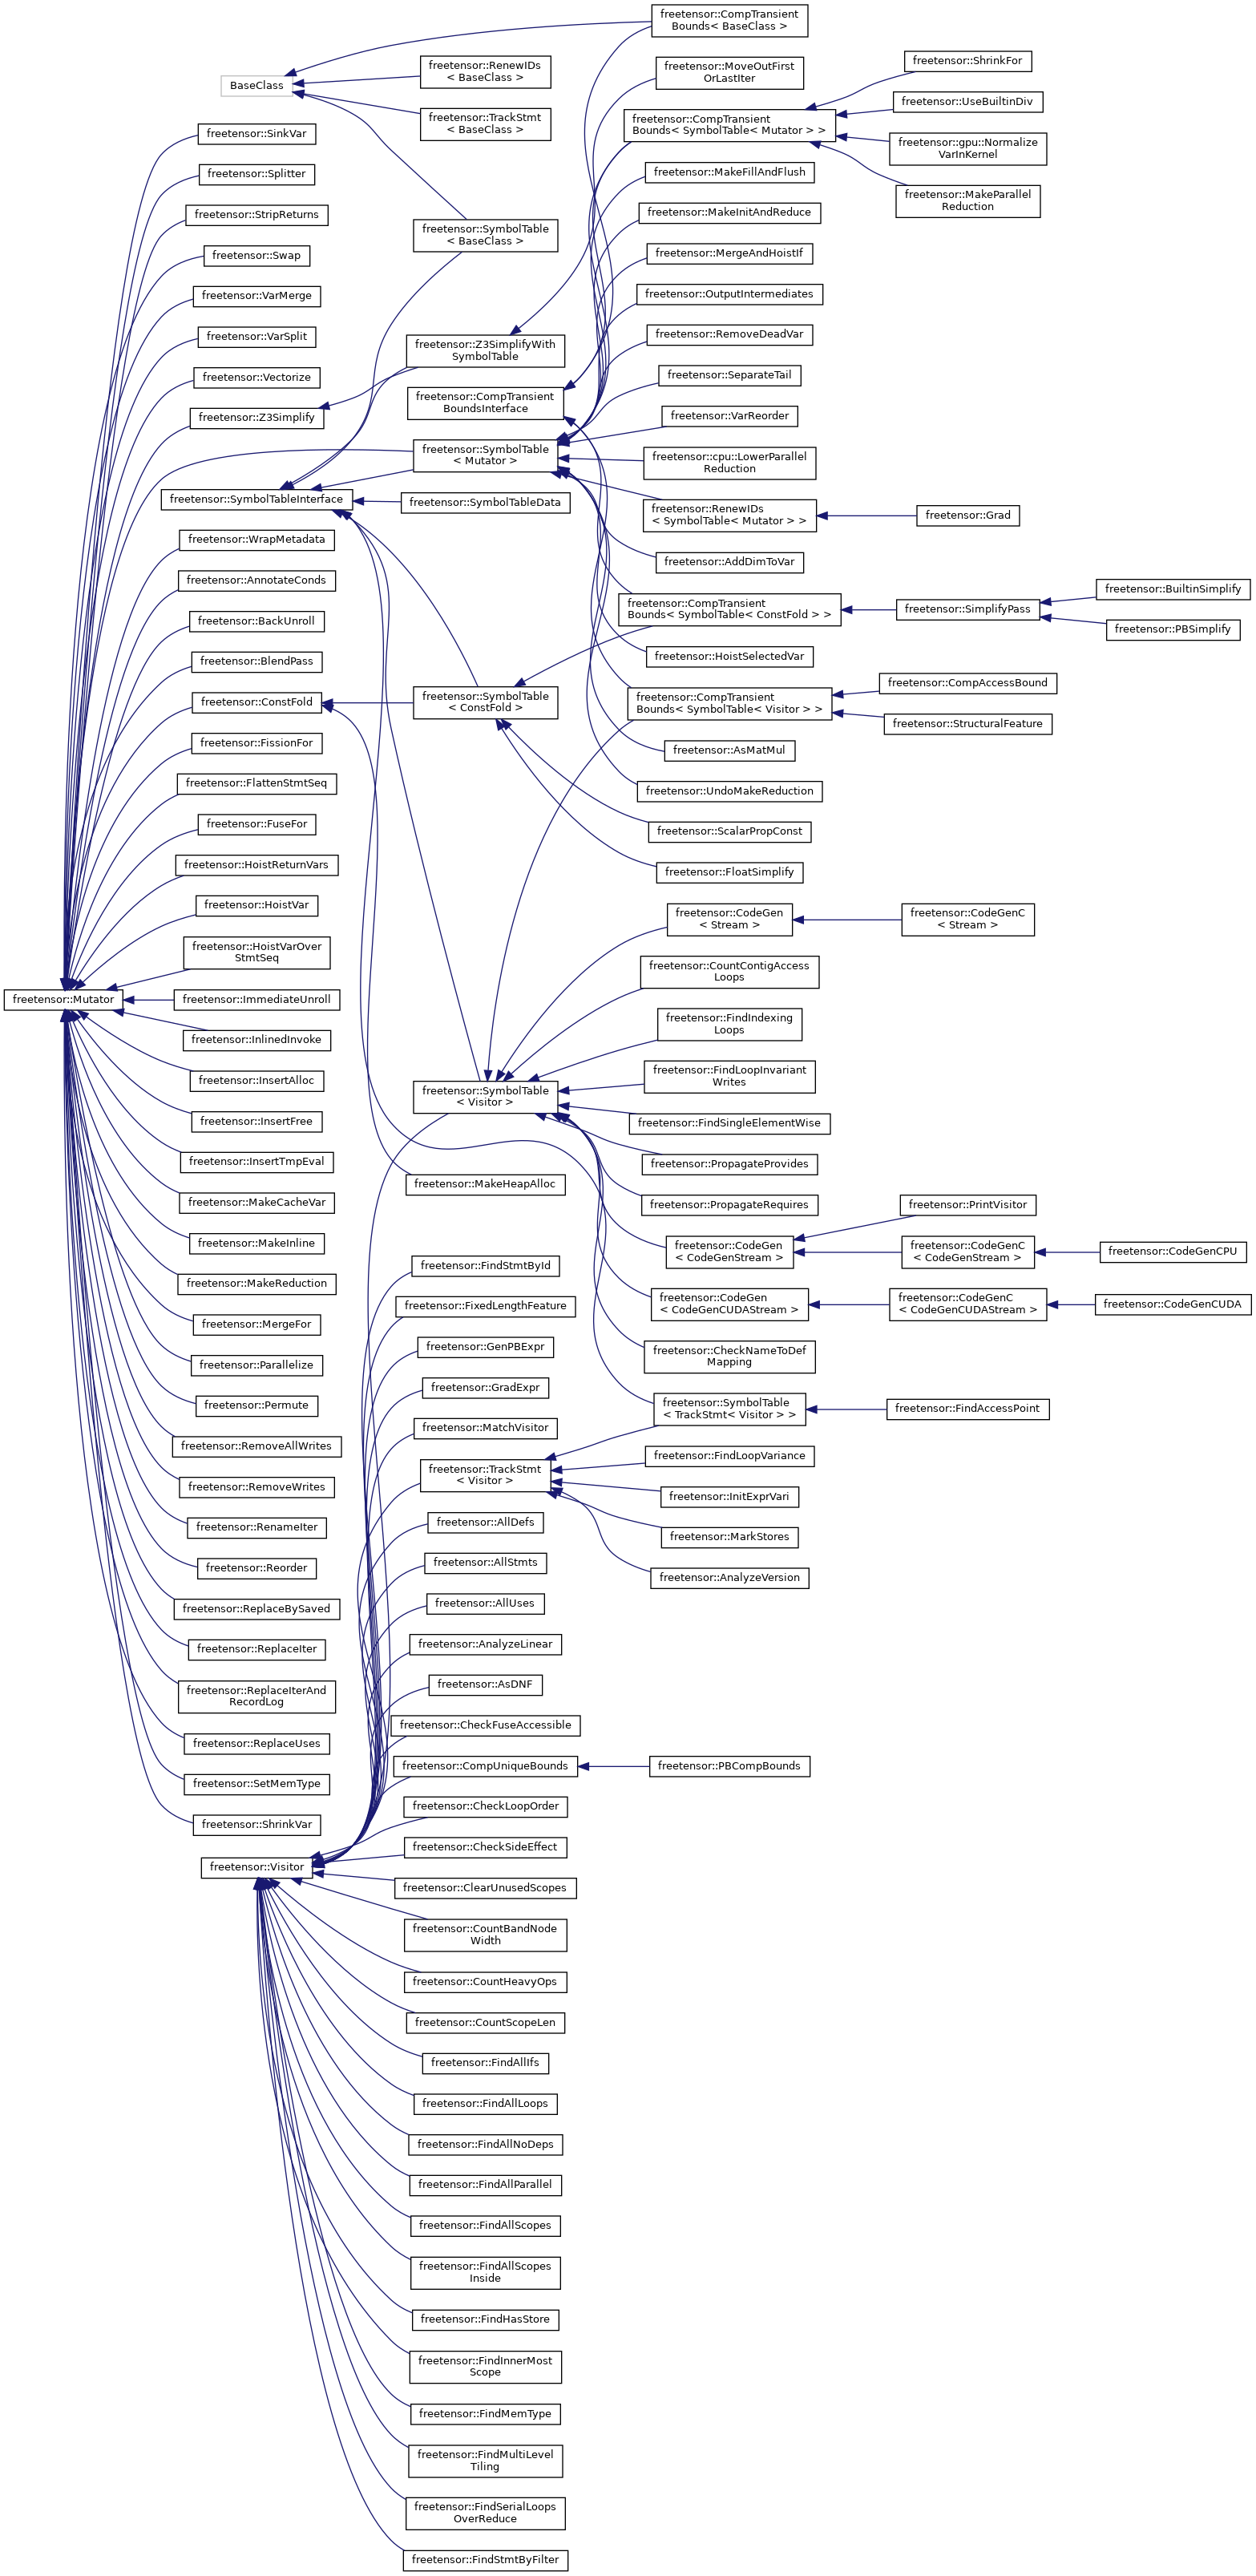 freetensor::CompTransient
Bounds< BaseClass >
freetensor::RenewIDs
< BaseClass >
BaseClass
freetensor::TrackStmt
< BaseClass >
freetensor::SymbolTable
< BaseClass >
freetensor::MoveOutFirst
OrLastIter
freetensor::CompTransient
Bounds< SymbolTable< Mutator > >
freetensor::ShrinkFor
freetensor::UseBuiltinDiv
freetensor::gpu::Normalize
VarInKernel
freetensor::MakeParallel
Reduction
freetensor::MakeFillAndFlush
freetensor::MakeInitAndReduce
freetensor::MergeAndHoistIf
freetensor::OutputIntermediates
freetensor::RemoveDeadVar
freetensor::SeparateTail
freetensor::VarReorder
freetensor::cpu::LowerParallel
Reduction
freetensor::RenewIDs
< SymbolTable< Mutator > >
freetensor::Grad
freetensor::AddDimToVar
freetensor::CompTransient
Bounds< SymbolTable< ConstFold > >
freetensor::SimplifyPass
freetensor::BuiltinSimplify
freetensor::PBSimplify
freetensor::HoistSelectedVar
freetensor::CompTransient
Bounds< SymbolTable< Visitor > >
freetensor::CompAccessBound
freetensor::StructuralFeature
freetensor::AsMatMul
freetensor::UndoMakeReduction
freetensor::ScalarPropConst
freetensor::FloatSimplify
freetensor::Z3SimplifyWith
SymbolTable
freetensor::CompTransient
BoundsInterface
freetensor::SymbolTable
< Mutator >
freetensor::SymbolTableData
freetensor::SymbolTable
< ConstFold >
freetensor::SinkVar
freetensor::Splitter
freetensor::StripReturns
freetensor::Swap
freetensor::VarMerge
freetensor::VarSplit
freetensor::Vectorize
freetensor::Z3Simplify
freetensor::SymbolTableInterface
freetensor::WrapMetadata
freetensor::AnnotateConds
freetensor::BackUnroll
freetensor::BlendPass
freetensor::ConstFold
freetensor::FissionFor
freetensor::FlattenStmtSeq
freetensor::FuseFor
freetensor::HoistReturnVars
freetensor::HoistVar
freetensor::HoistVarOver
StmtSeq
freetensor::Mutator
freetensor::ImmediateUnroll
freetensor::InlinedInvoke
freetensor::InsertAlloc
freetensor::InsertFree
freetensor::InsertTmpEval
freetensor::MakeCacheVar
freetensor::MakeInline
freetensor::MakeReduction
freetensor::MergeFor
freetensor::Parallelize
freetensor::Permute
freetensor::RemoveAllWrites
freetensor::RemoveWrites
freetensor::RenameIter
freetensor::Reorder
freetensor::ReplaceBySaved
freetensor::ReplaceIter
freetensor::ReplaceIterAnd
RecordLog
freetensor::ReplaceUses
freetensor::SetMemType
freetensor::ShrinkVar
freetensor::Visitor
freetensor::CodeGen
< Stream >
freetensor::CodeGenC
< Stream >
freetensor::CountContigAccess
Loops
freetensor::FindIndexing
Loops
freetensor::SymbolTable
< Visitor >
freetensor::FindLoopInvariant
Writes
freetensor::FindSingleElementWise
freetensor::PropagateProvides
freetensor::MakeHeapAlloc
freetensor::PropagateRequires
freetensor::CodeGen
< CodeGenStream >
freetensor::PrintVisitor
freetensor::CodeGenC
< CodeGenStream >
freetensor::CodeGenCPU
freetensor::CodeGen
< CodeGenCUDAStream >
freetensor::CodeGenC
< CodeGenCUDAStream >
freetensor::CodeGenCUDA
freetensor::CheckNameToDef
Mapping
freetensor::SymbolTable
< TrackStmt< Visitor > >
freetensor::FindAccessPoint
freetensor::FindStmtById
freetensor::FixedLengthFeature
freetensor::GenPBExpr
freetensor::GradExpr
freetensor::MatchVisitor
freetensor::TrackStmt
< Visitor >
freetensor::FindLoopVariance
freetensor::InitExprVari
freetensor::MarkStores
freetensor::AnalyzeVersion
freetensor::AllDefs
freetensor::AllStmts
freetensor::AllUses
freetensor::AnalyzeLinear
freetensor::AsDNF
freetensor::CheckFuseAccessible
freetensor::CompUniqueBounds
freetensor::PBCompBounds
freetensor::CheckLoopOrder
freetensor::CheckSideEffect
freetensor::ClearUnusedScopes
freetensor::CountBandNode
Width
freetensor::CountHeavyOps
freetensor::CountScopeLen
freetensor::FindAllIfs
freetensor::FindAllLoops
freetensor::FindAllNoDeps
freetensor::FindAllParallel
freetensor::FindAllScopes
freetensor::FindAllScopes
Inside
freetensor::FindHasStore
freetensor::FindInnerMost
Scope
freetensor::FindMemType
freetensor::FindMultiLevel
Tiling
freetensor::FindSerialLoops
OverReduce
freetensor::FindStmtByFilter